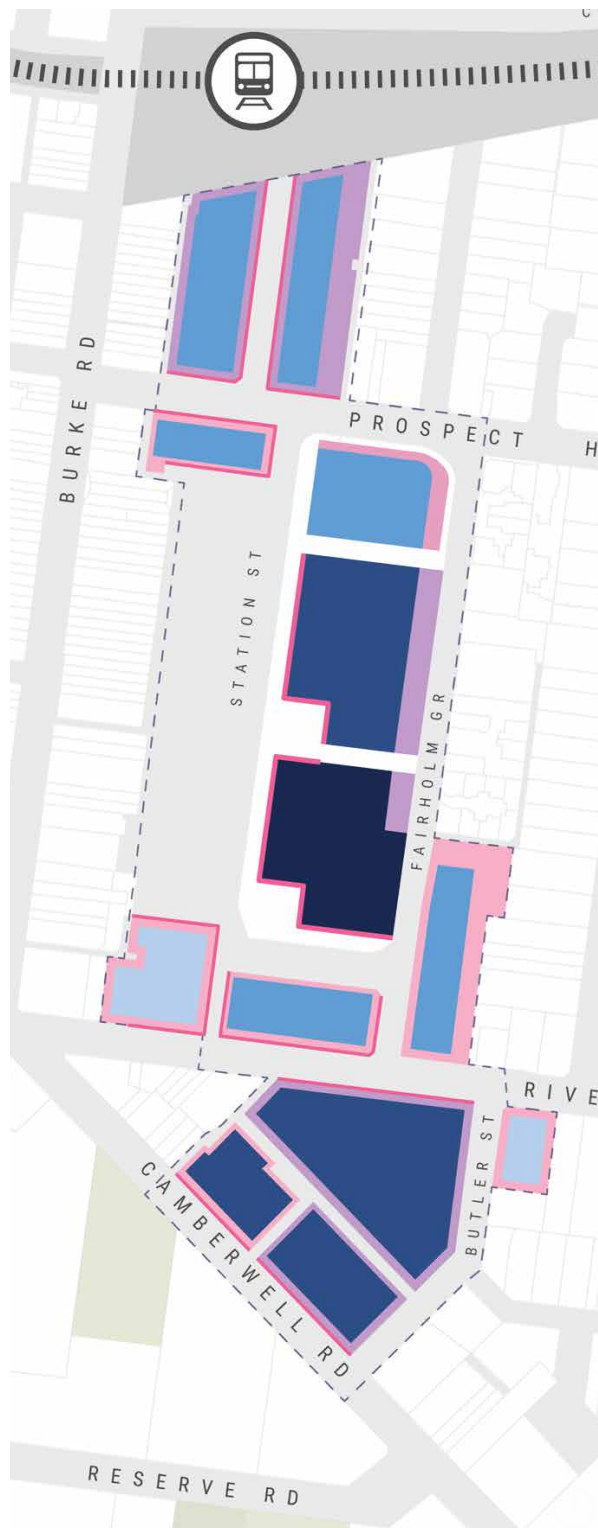 C
BURKE RD
PROSPECT H
STATION ST
FAIRHOLM GR
RIVE
BUTLER ST
CAMBERWELL RD
RESERVE RD